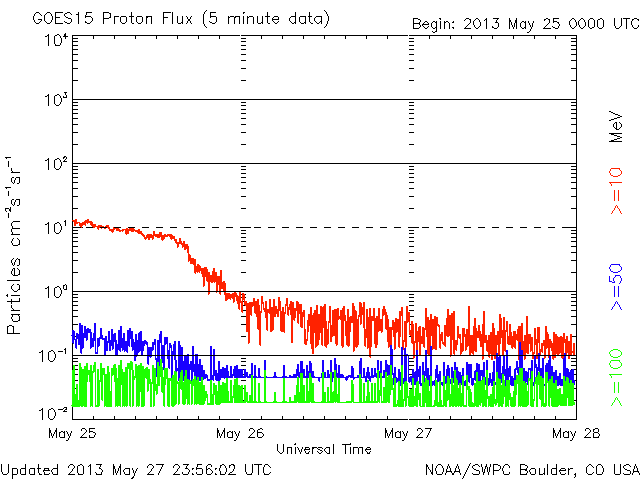 GOES15 Proton Flux (5 minute data)
Begin: 2013 May 25 0000 UTC
10⁴
10³
10²
10¹
10⁰
10⁻¹
10⁻²
Particles cm⁻²s⁻¹sr⁻¹
May 25
May 26
May 27
May 28
Universal Time
MeV
>=10
>=50
>=100
Updated 2013 May 27 23:56:02 UTC
NOAA/SWPC Boulder, CO USA